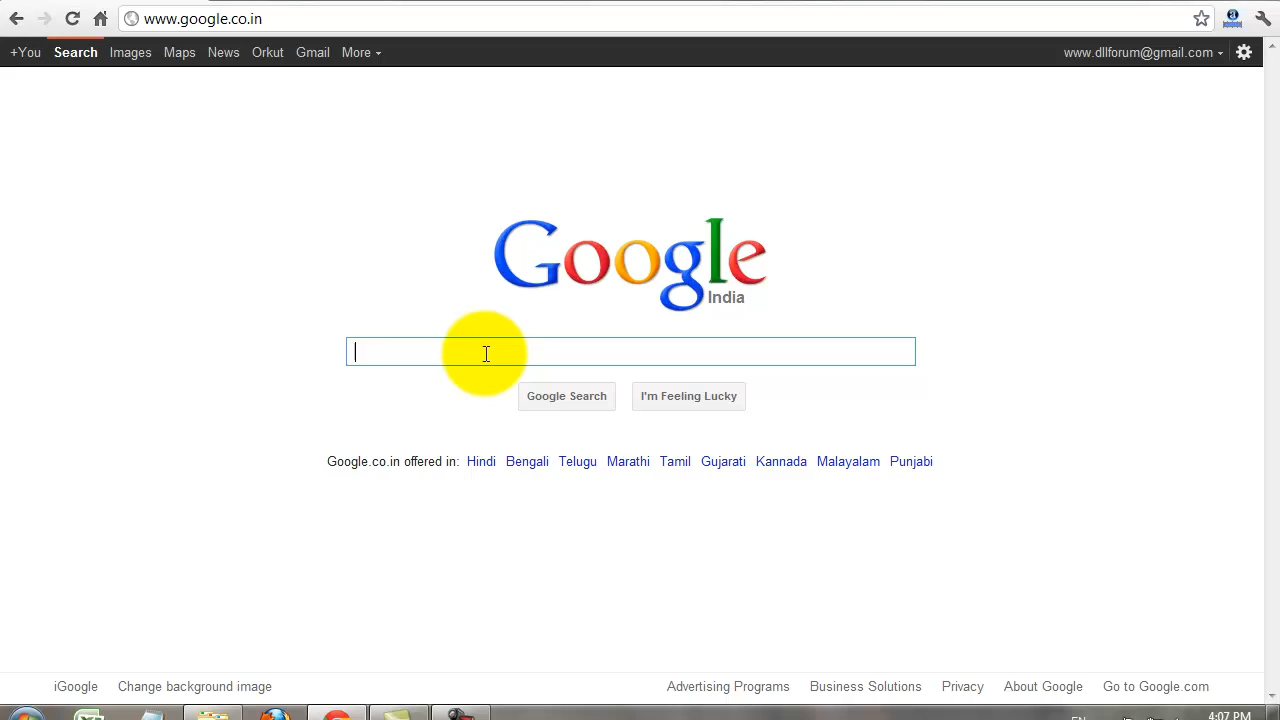 www.google.co.in
+You Search Images Maps News Orkut Gmail More
www.dllforum@gmail.com
Google
India
Google Search I'm Feeling Lucky
Google.co.in offered in: Hindi Bengali Telugu Marathi Tamil Gujarati Kannada Malayalam Punjabi
iGoogle Change background image Advertising Programs Business Solutions Privacy About Google Go to Google.com
EN 4:07 PM